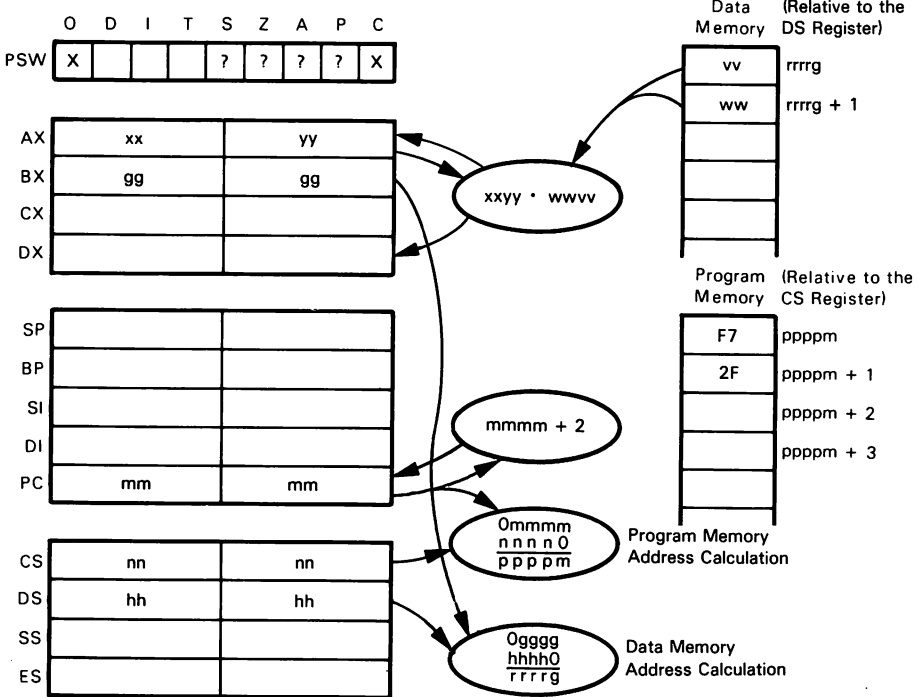 O D I T S Z A P C
PSW X ? ? ? ? X
Data Memory (Relative to the DS Register)
vv rrrrg
ww rrrrg + 1
AX xx yy
BX gg gg
CX
DX
xxyy · wwvv
Program Memory (Relative to the CS Register)
F7 ppppm
2F ppppm + 1
ppppm + 2
ppppm + 3
SP
BP
SI
DI
PC mm mm
mmmm + 2
CS nn nn
DS hh hh
SS
ES
0mmmm
nnnn0
ppppm
Program Memory
Address Calculation
0gggg
hhhh0
rrrrg
Data Memory
Address Calculation